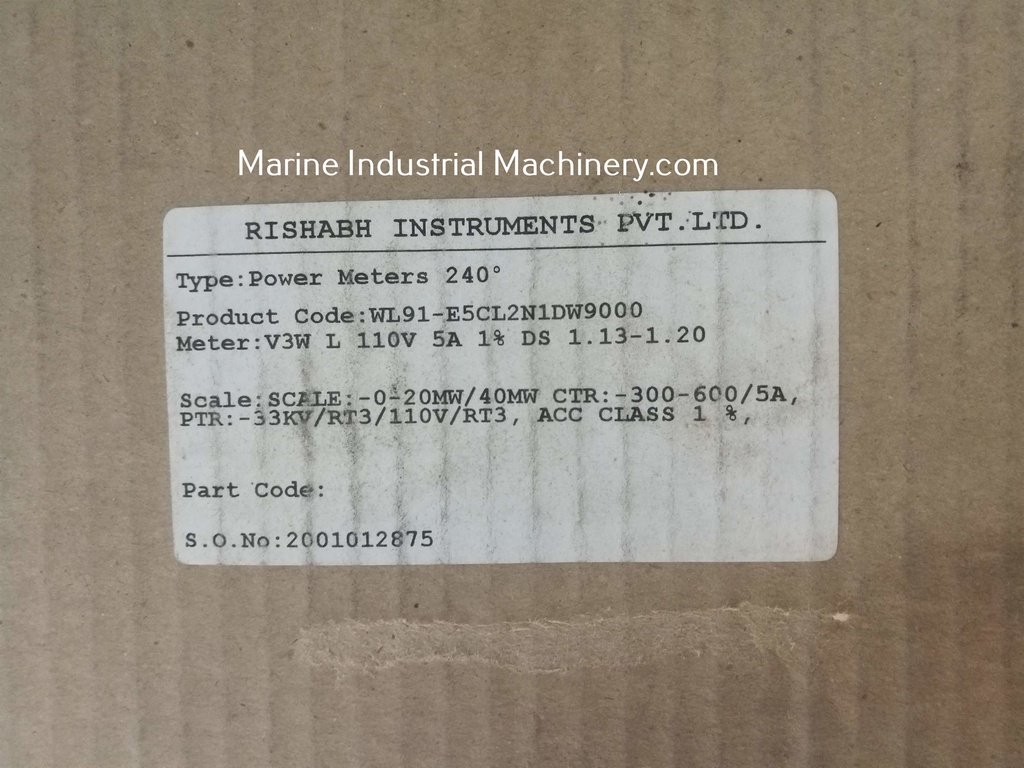 Marine Industrial Machinery.com
RISHABH INSTRUMENTS PVT.LTD.
Type:Power Meters 240°
Product Code:WL91-E5CL2N1DW9000
Meter:V3W L 110V 5A 1% DS 1.13-1.20
Scale:SCALE:-0-20MW/40MW CTR:-300-600/5A,
PTR:-33KV/RT3/110V/RT3, ACC CLASS 1 %,
Part Code:
S.O.No:2001012875